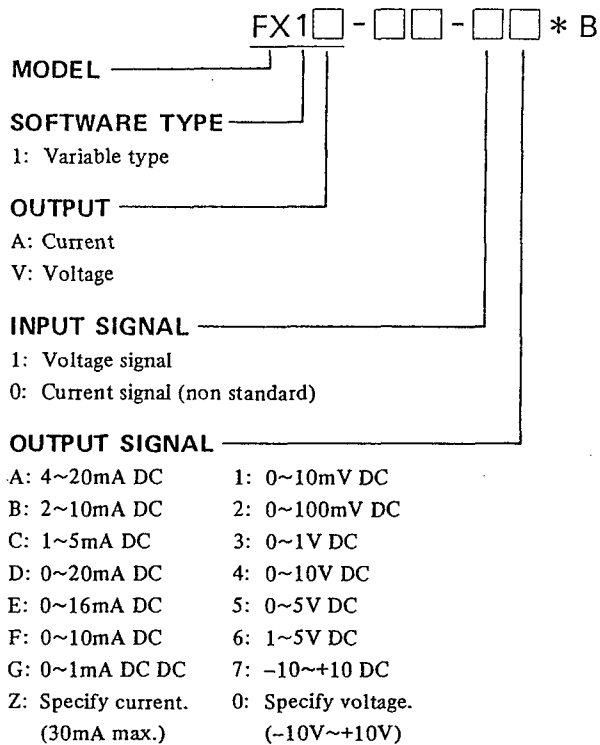 FX1□-□□-□□*B
MODEL
SOFTWARE TYPE
1: Variable type
OUTPUT
A: Current
V: Voltage
INPUT SIGNAL
1: Voltage signal
0: Current signal (non standard)
OUTPUT SIGNAL
A: 4~20mA DC 1: 0~10mV DC
B: 2~10mA DC 2: 0~100mV DC
C: 1~5mA DC 3: 0~1V DC
D: 0~20mA DC 4: 0~10V DC
E: 0~16mA DC 5: 0~5V DC
F: 0~10mA DC 6: 1~5V DC
G: 0~1mA DC DC 7: –10~+10 DC
Z: Specify current. 0: Specify voltage.
(30mA max.) (–10V~+10V)